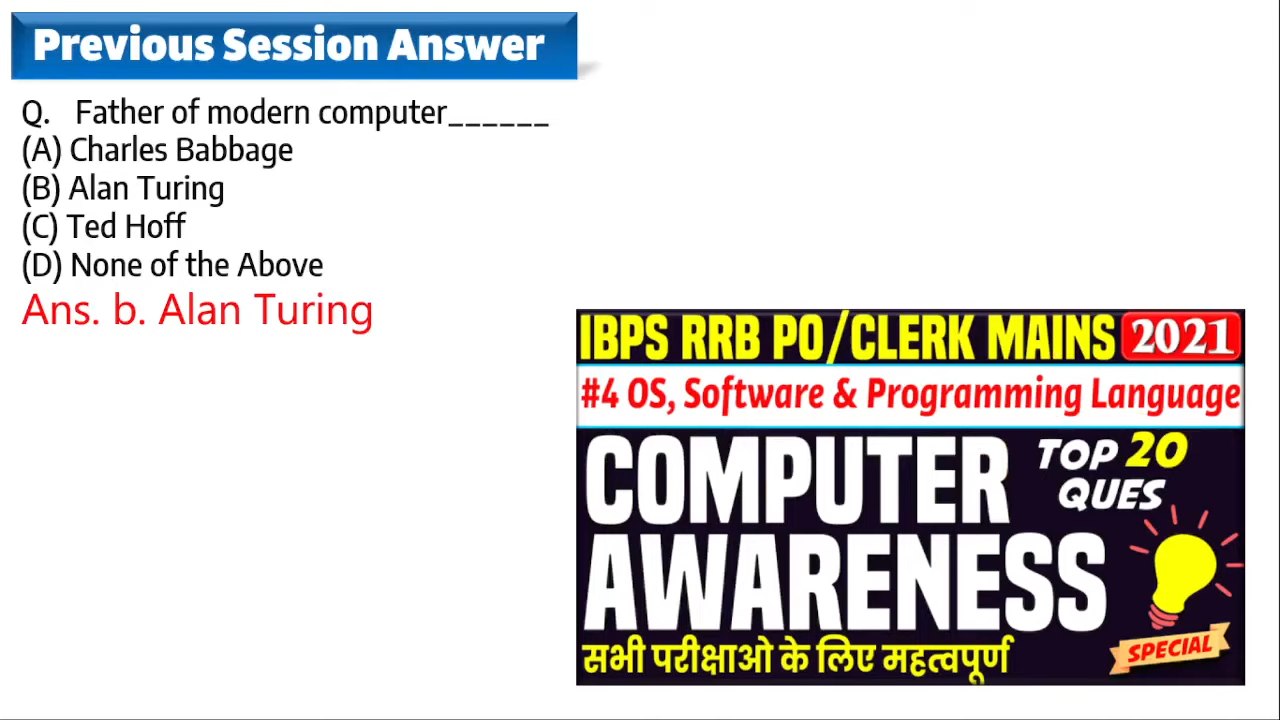 Previous Session Answer
Q. Father of modern computer______
(A) Charles Babbage
(B) Alan Turing
(C) Ted Hoff
(D) None of the Above
Ans. b. Alan Turing
IBPS RRB PO/CLERK MAINS 2021
#4 OS, Software & Programming Language
COMPUTER
AWARENESS
TOP 20
QUES
सभी परीक्षाओ के लिए महत्वपूर्ण
SPECIAL